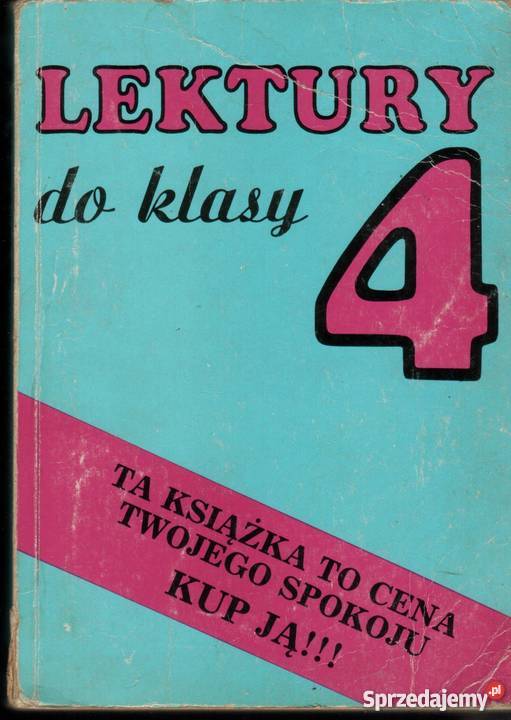 LEKTURY
do klasy
4
TA KSIĄŻKA TO CENA
TWOJEGO SPOKOJU
KUP JĄ!!!
Sprzedajemy.pl